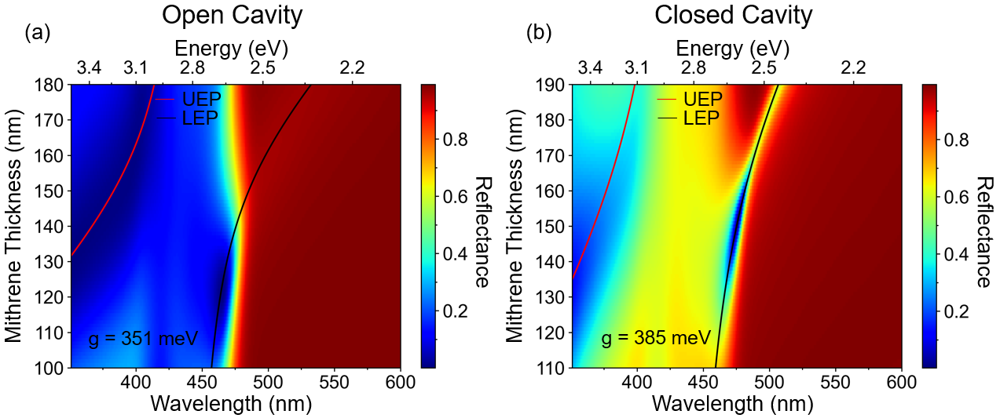 Open Cavity
(a)
Energy (eV)
3.4 3.1 2.8 2.5 2.2
180
170
160
150
140
130
120
110
100
Mithrene Thickness (nm)
UEP
LEP
g = 351 meV
400 450 500 550 600
Wavelength (nm)
0.8
0.6
0.4
0.2
Reflectance
Closed Cavity
(b)
Energy (eV)
3.4 3.1 2.8 2.5 2.2
190
180
170
160
150
140
130
120
110
Mithrene Thickness (nm)
UEP
LEP
g = 385 meV
400 450 500 550 600
Wavelength (nm)
0.8
0.6
0.4
0.2
Reflectance